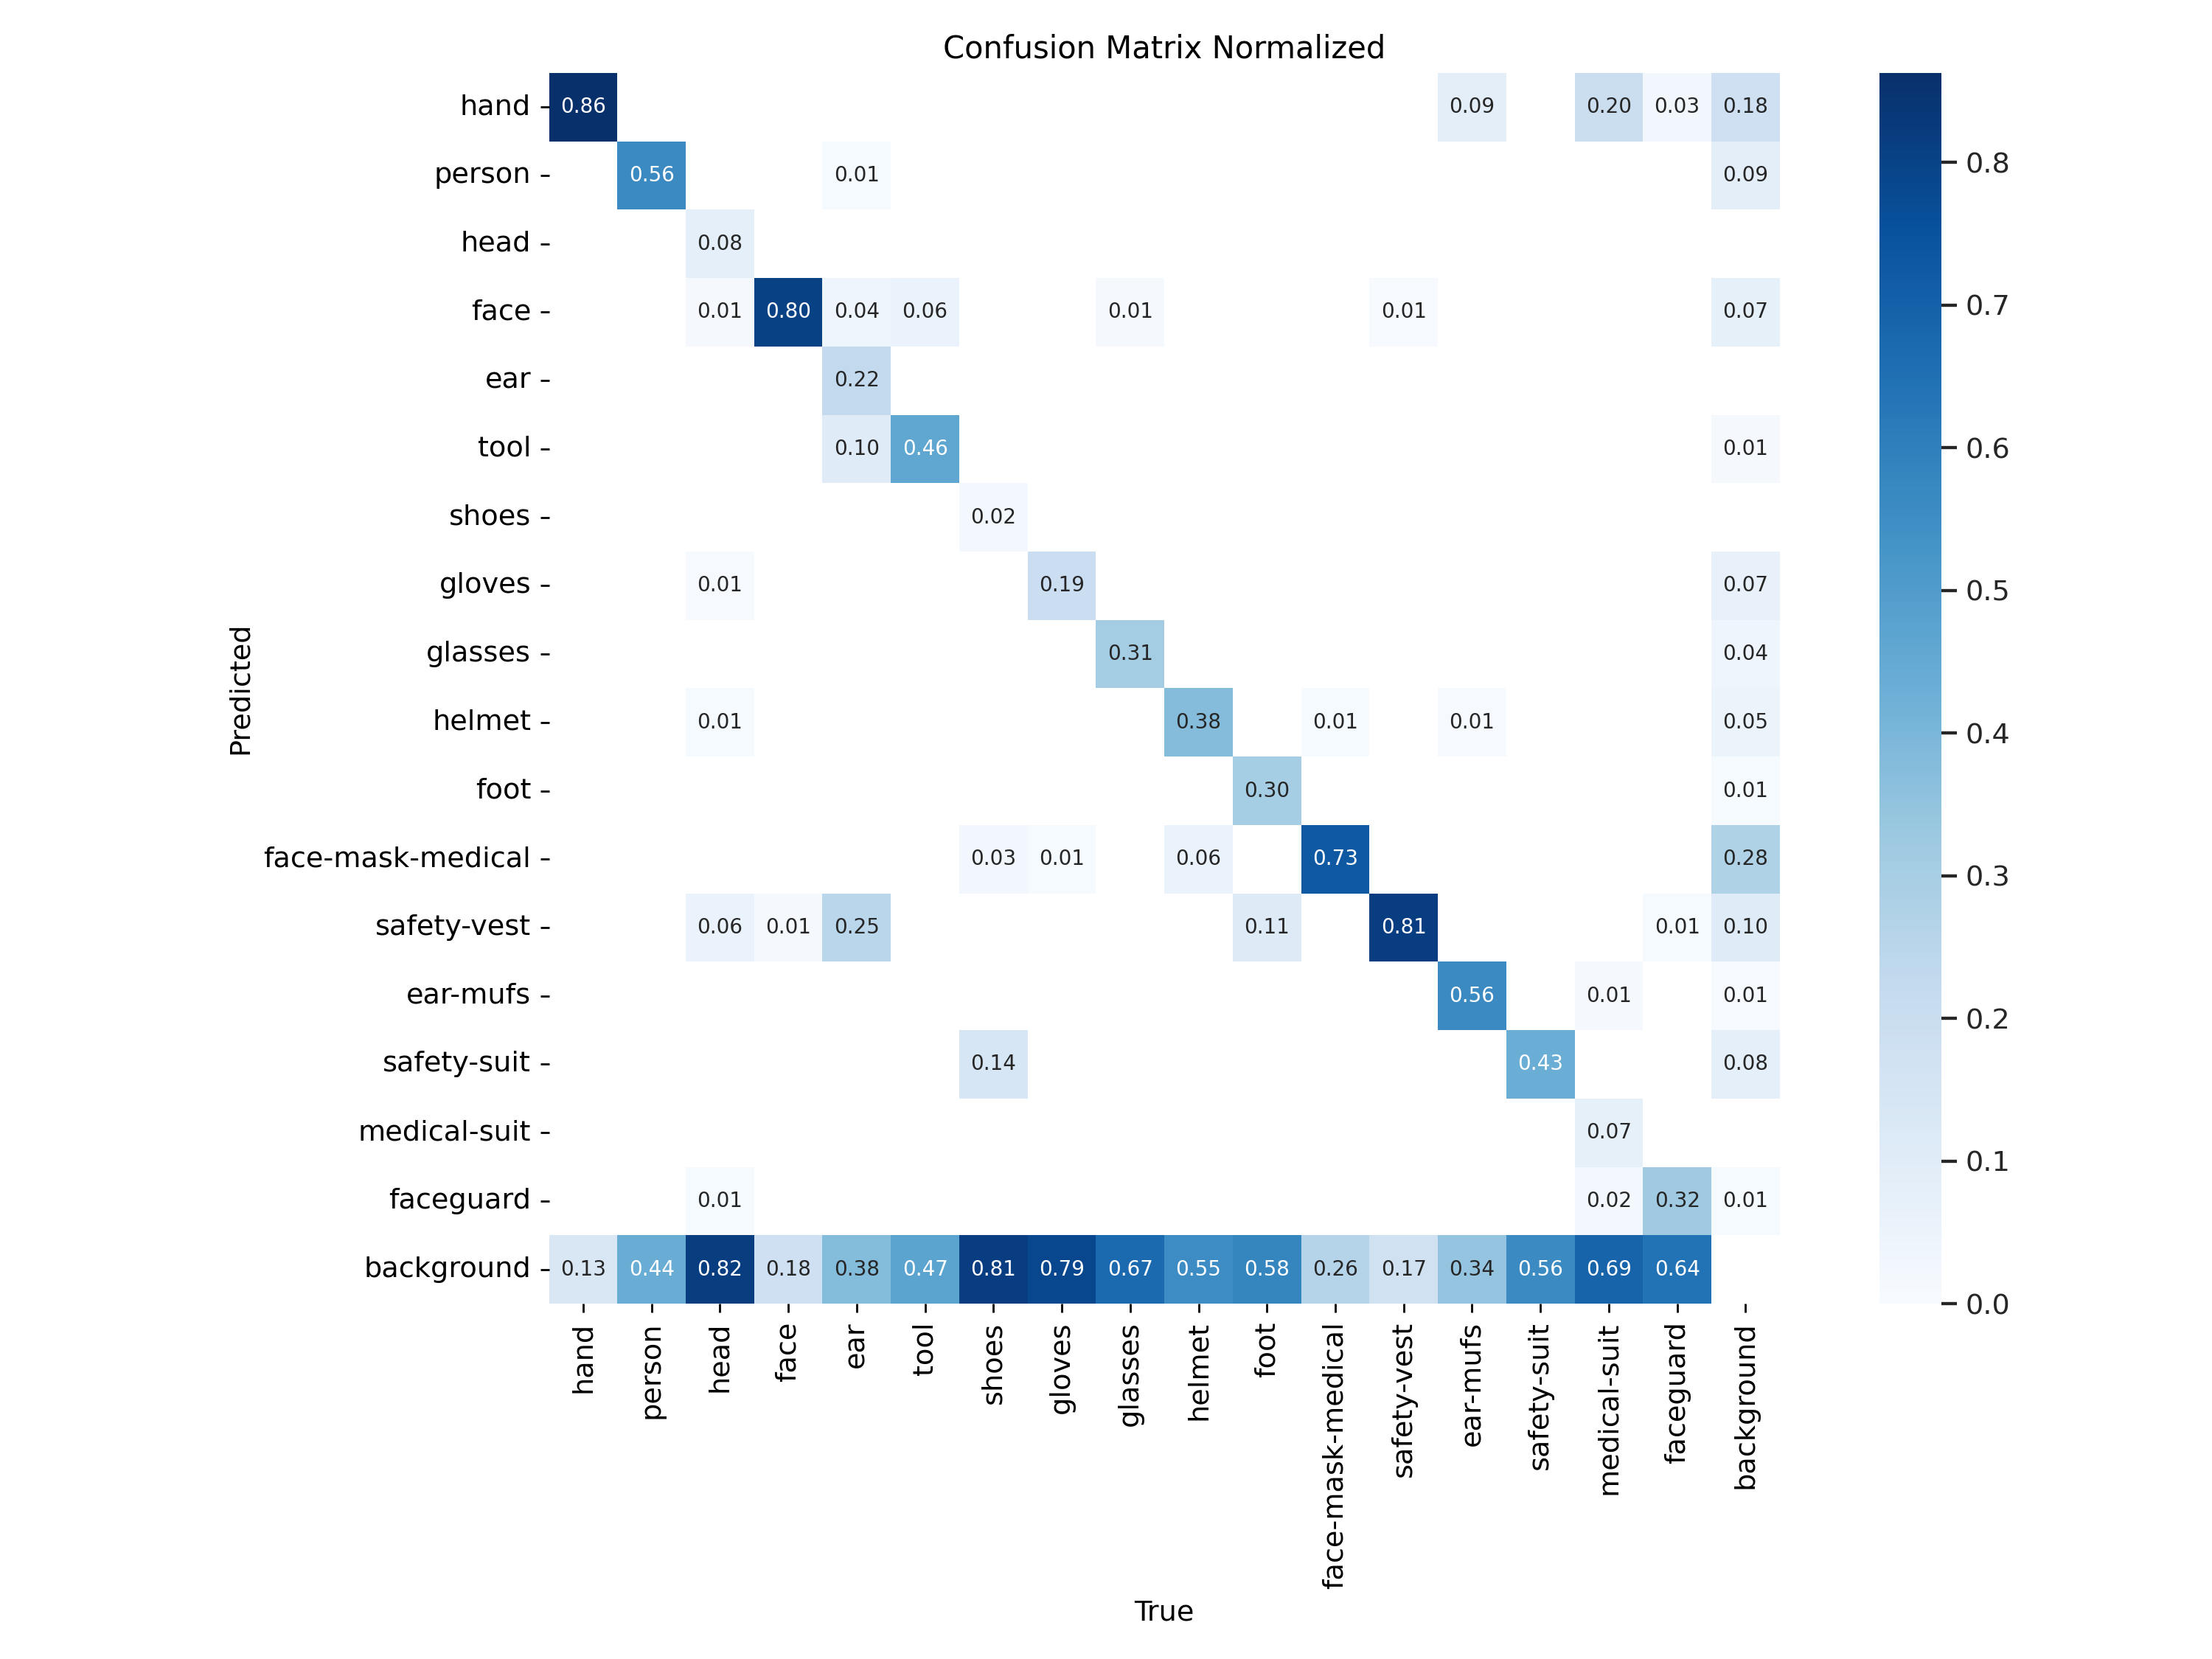 Confusion Matrix Normalized
hand 0.86 0.09 0.20 0.03 0.18
person 0.56 0.01 0.09
head 0.08
face 0.01 0.80 0.04 0.06 0.01 0.01 0.07
ear 0.22
tool 0.10 0.46 0.01
shoes 0.02
gloves 0.01 0.19 0.07
glasses 0.31 0.04
helmet 0.01 0.38 0.01 0.01 0.05
foot 0.30 0.01
face-mask-medical 0.03 0.01 0.06 0.73 0.28
safety-vest 0.06 0.01 0.25 0.11 0.81 0.01 0.10
ear-mufs 0.56 0.01 0.01
safety-suit 0.14 0.43 0.08
medical-suit 0.07
faceguard 0.01 0.02 0.32 0.01
background 0.13 0.44 0.82 0.18 0.38 0.47 0.81 0.79 0.67 0.55 0.58 0.26 0.17 0.34 0.56 0.69 0.64
hand person head face ear tool shoes gloves glasses helmet foot face-mask-medical safety-vest ear-mufs safety-suit medical-suit faceguard background
True
Predicted
0.8
0.7
0.6
0.5
0.4
0.3
0.2
0.1
0.0